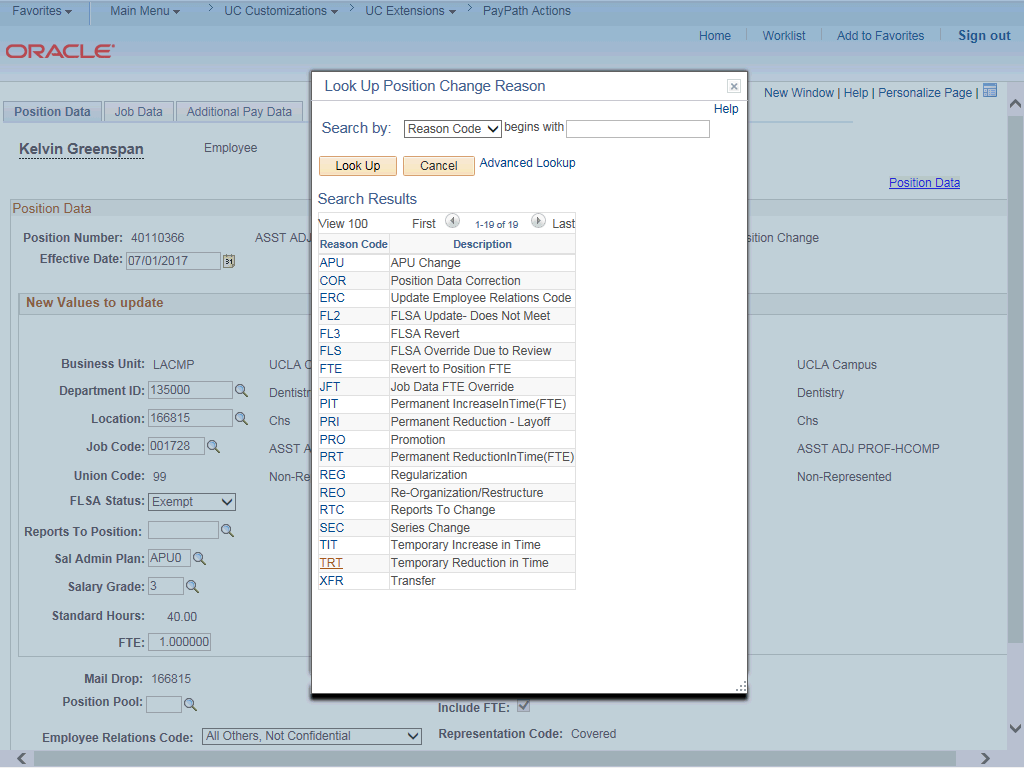 Favorites Main Menu > UC Customizations > UC Extensions > PayPath Actions
Home Worklist Add to Favorites Sign out
ORACLE
New Window | Help | Personalize Page |
Position Data Job Data Additional Pay Data
Kelvin Greenspan Employee
Position Data
Position Data
Position Number: 40110366 ASST ADJ sition Change
Effective Date: 07/01/2017
New Values to update
Business Unit: LACMP UCLA C UCLA Campus
Department ID: 135000 Dentistr Dentistry
Location: 166815 Chs Chs
Job Code: 001728 ASST A ASST ADJ PROF-HCOMP
Union Code: 99 Non-Re Non-Represented
FLSA Status: Exempt
Reports To Position:
Sal Admin Plan: APU0
Salary Grade: 3
Standard Hours: 40.00
FTE: 1.000000
Mail Drop: 166815
Position Pool:
Include FTE:
Employee Relations Code: All Others, Not Confidential
Representation Code: Covered
Look Up Position Change Reason
Help
Search by: Reason Code begins with
Look Up Cancel Advanced Lookup
Search Results
View 100 First 1-19 of 19 Last
Reason Code Description
APU APU Change
COR Position Data Correction
ERC Update Employee Relations Code
FL2 FLSA Update- Does Not Meet
FL3 FLSA Revert
FLS FLSA Override Due to Review
FTE Revert to Position FTE
JFT Job Data FTE Override
PIT Permanent IncreaseInTime(FTE)
PRI Permanent Reduction - Layoff
PRO Promotion
PRT Permanent ReductionInTime(FTE)
REG Regularization
REO Re-Organization/Restructure
RTC Reports To Change
SEC Series Change
TIT Temporary Increase in Time
TRT Temporary Reduction in Time
XFR Transfer